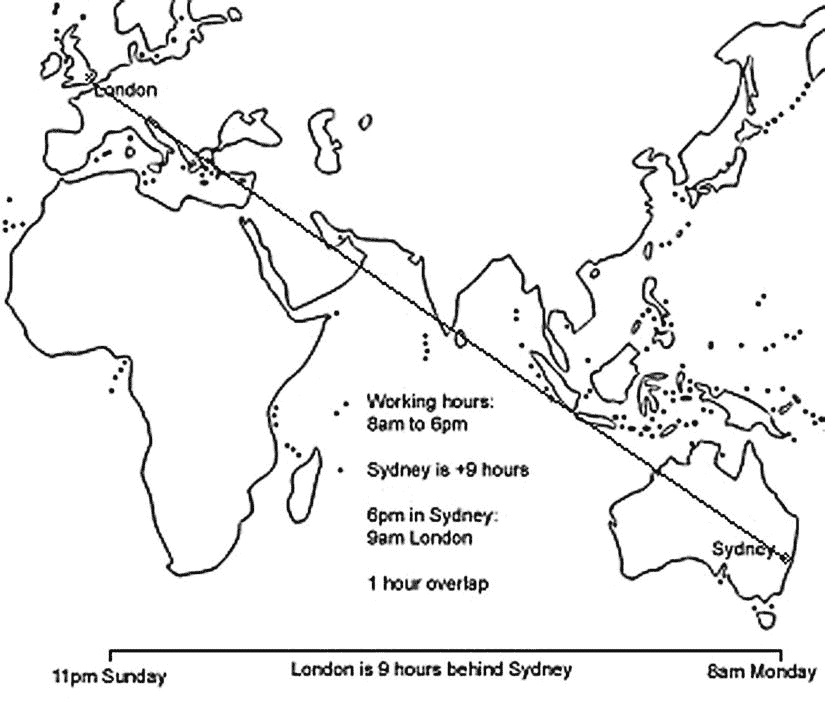 London
Working hours:
8am to 6pm
Sydney is +9 hours
6pm in Sydney:
9am London
1 hour overlap
Sydney
11pm Sunday
London is 9 hours behind Sydney
8am Monday